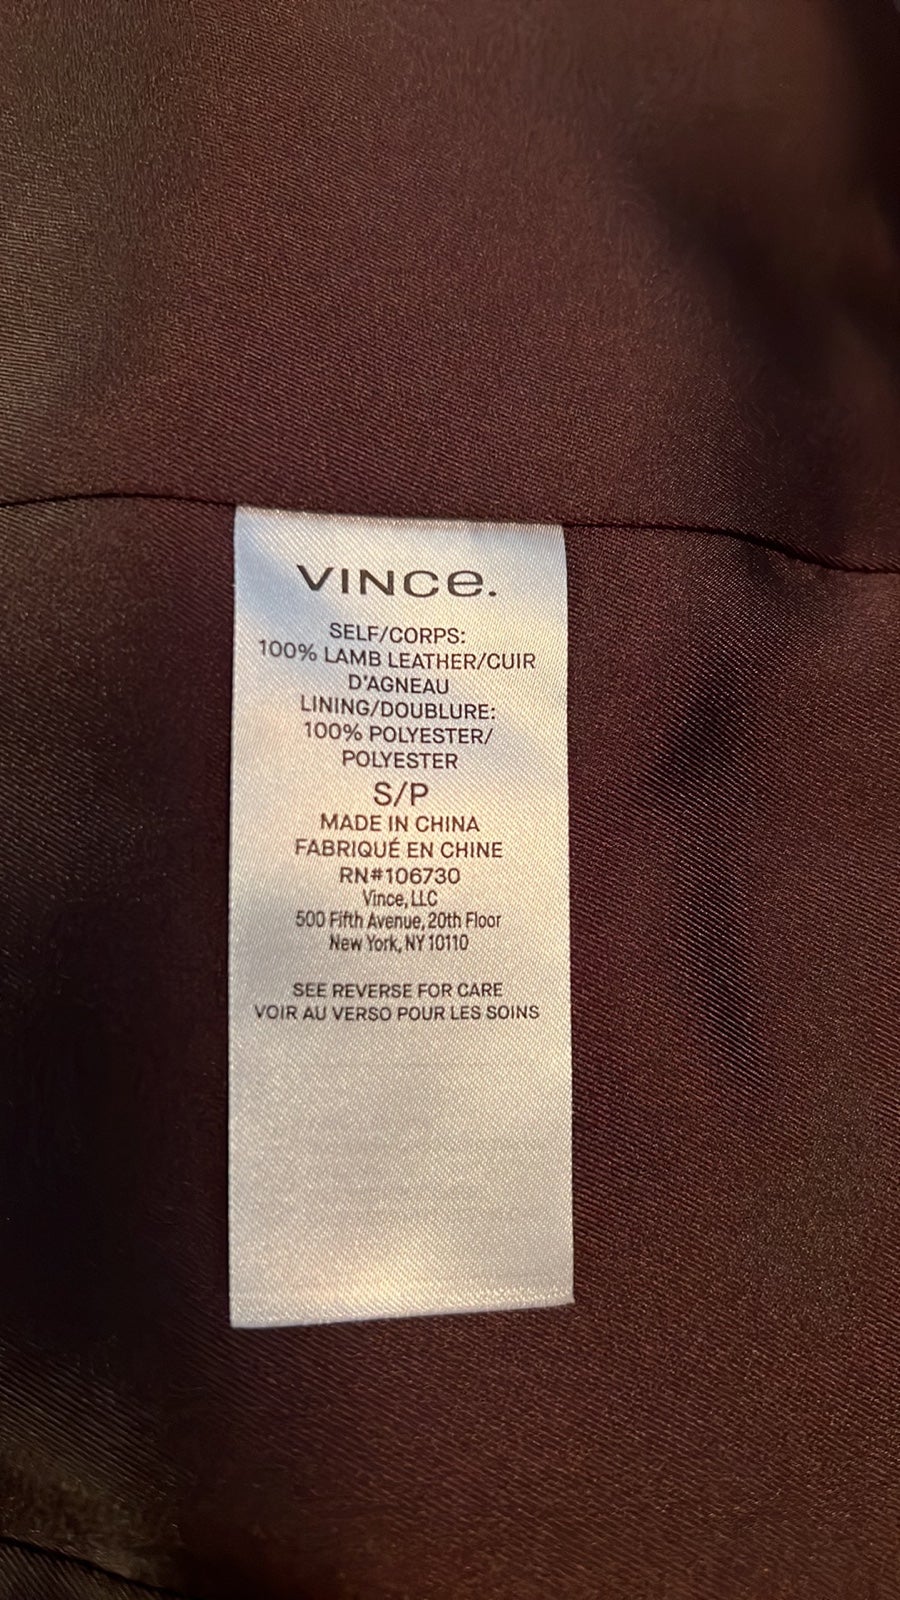 VINCe.
SELF/CORPS:
100% LAMB LEATHER/CUIR
D'AGNEAU
LINING/DOUBLURE:
100% POLYESTER/
POLYESTER
S/P
MADE IN CHINA
FABRIQUÉ EN CHINE
RN#106730
Vince, LLC
500 Fifth Avenue, 20th Floor
New York, NY 10110
SEE REVERSE FOR CARE
VOIR AU VERSO POUR LES SOINS